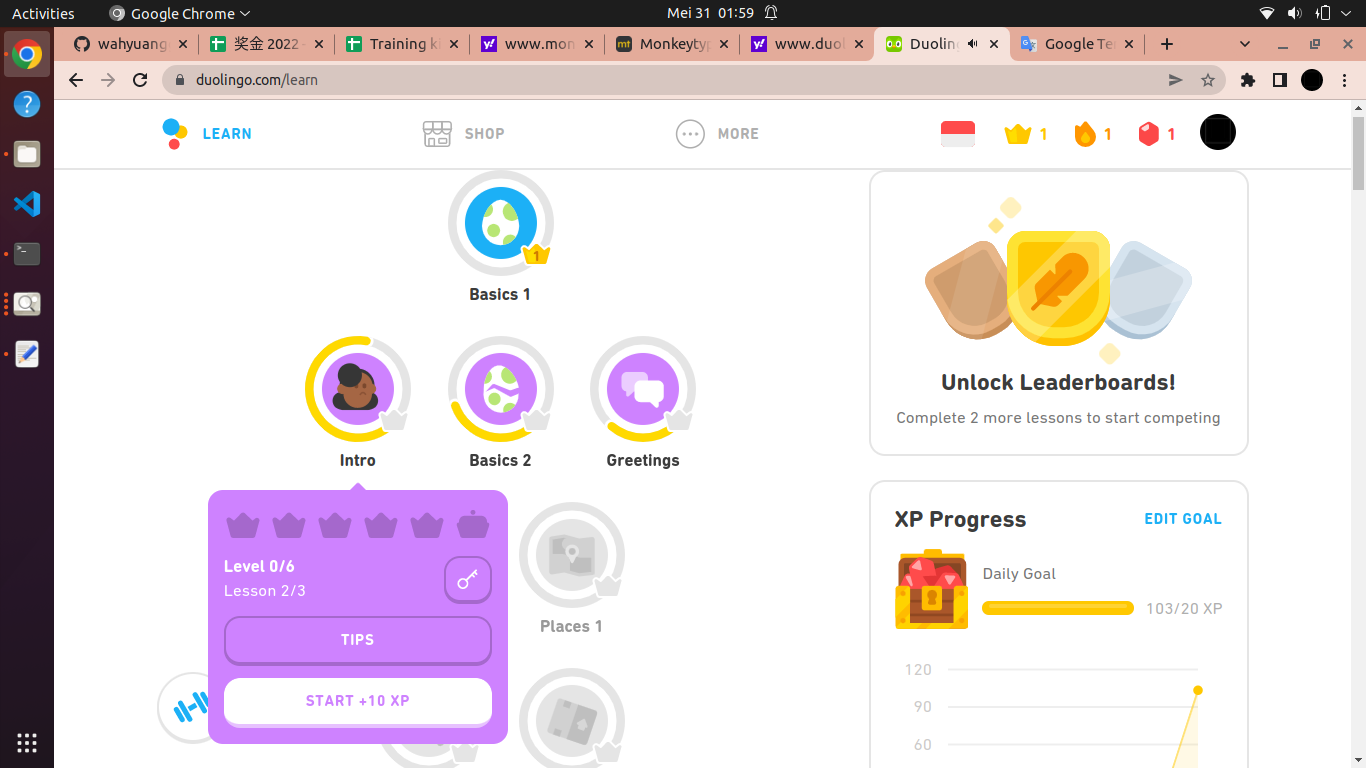 Activities
Google Chrome
Mei 31 01:59
wahyuang
奖金 2022 -
Training k
www.mon
Monkeytyp
www.duol
Duoling
Google Te
duolingo.com/learn
LEARN
SHOP
MORE
1
1
1
1
Basics 1
Intro
Basics 2
Greetings
Level 0/6
Lesson 2/3
TIPS
START +10 XP
Places 1
Unlock Leaderboards!
Complete 2 more lessons to start competing
XP Progress
EDIT GOAL
Daily Goal
103/20 XP
120
90
60